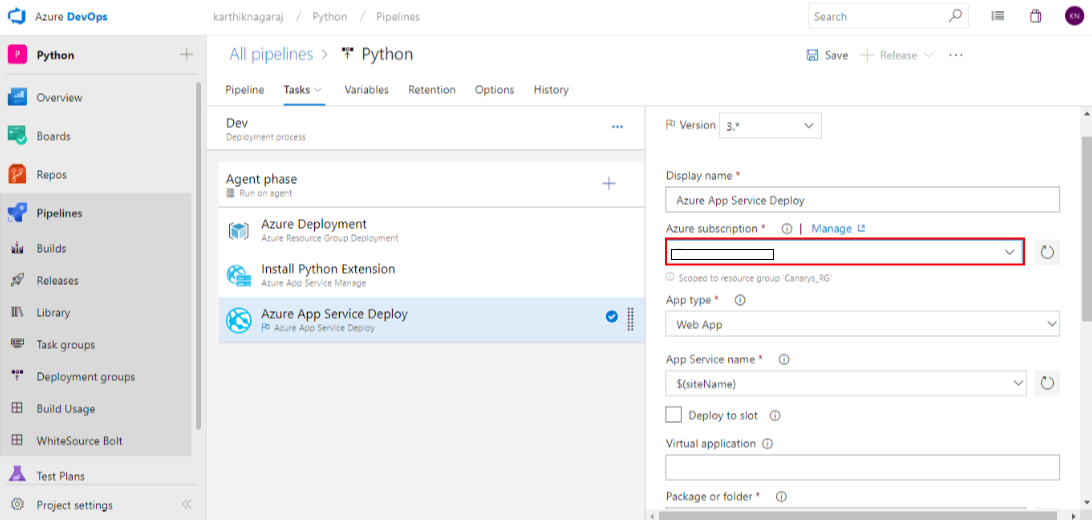 Azure DevOps
karthiknagaraj / Python / Pipelines
Search
KN
P Python
Overview
Boards
Repos
Pipelines
Builds
Releases
Library
Task groups
Deployment groups
Build Usage
WhiteSource Bolt
Test Plans
Project settings
All pipelines > Python
Save
Release
Pipeline
Tasks
Variables
Retention
Options
History
Dev
Deployment process
Agent phase
Run on agent
Azure Deployment
Azure Resource Group Deployment
Install Python Extension
Azure App Service Manage
Azure App Service Deploy
Azure App Service Deploy
Version 3.*
Display name *
Azure App Service Deploy
Azure subscription * | Manage
Scoped to resource group 'Canarys_RG'
App type *
Web App
App Service name *
$(siteName)
Deploy to slot
Virtual application
Package or folder *